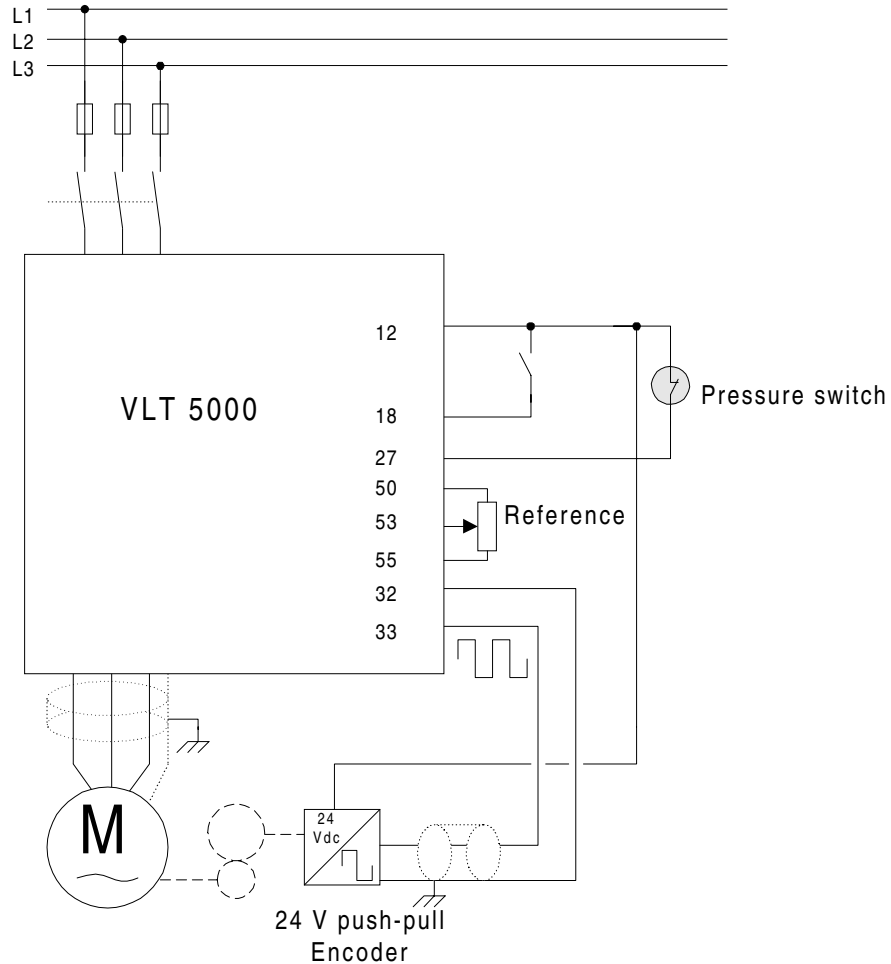 L1
L2
L3
12
VLT 5000
18
Pressure switch
27
50
53
Reference
55
32
33
M
24
Vdc
24 V push-pull
Encoder